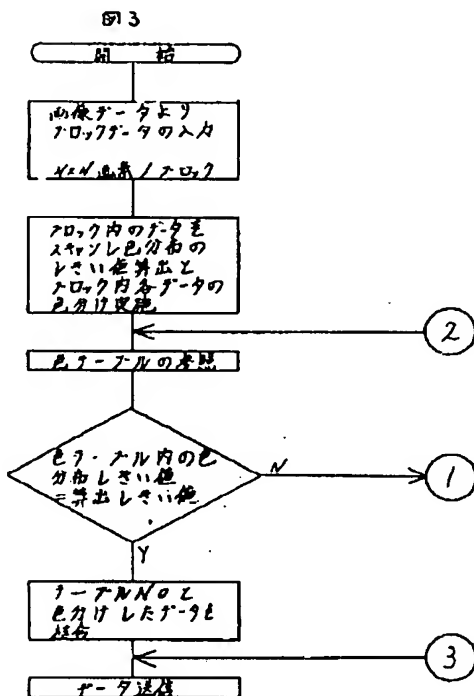 図3
開始
画像データより
ブロックデータの入力
N×N画素/ブロック
ブロック内のデータを
スキャンし色分布の
しきい値算出と
ブロック内各データの
色分け実施
2
色テーブルの参照
色テーブル内の色
分布しきい値
=算出しきい値
N
1
Y
テーブルNOと
色分けしたデータを
結合
3
データ送信